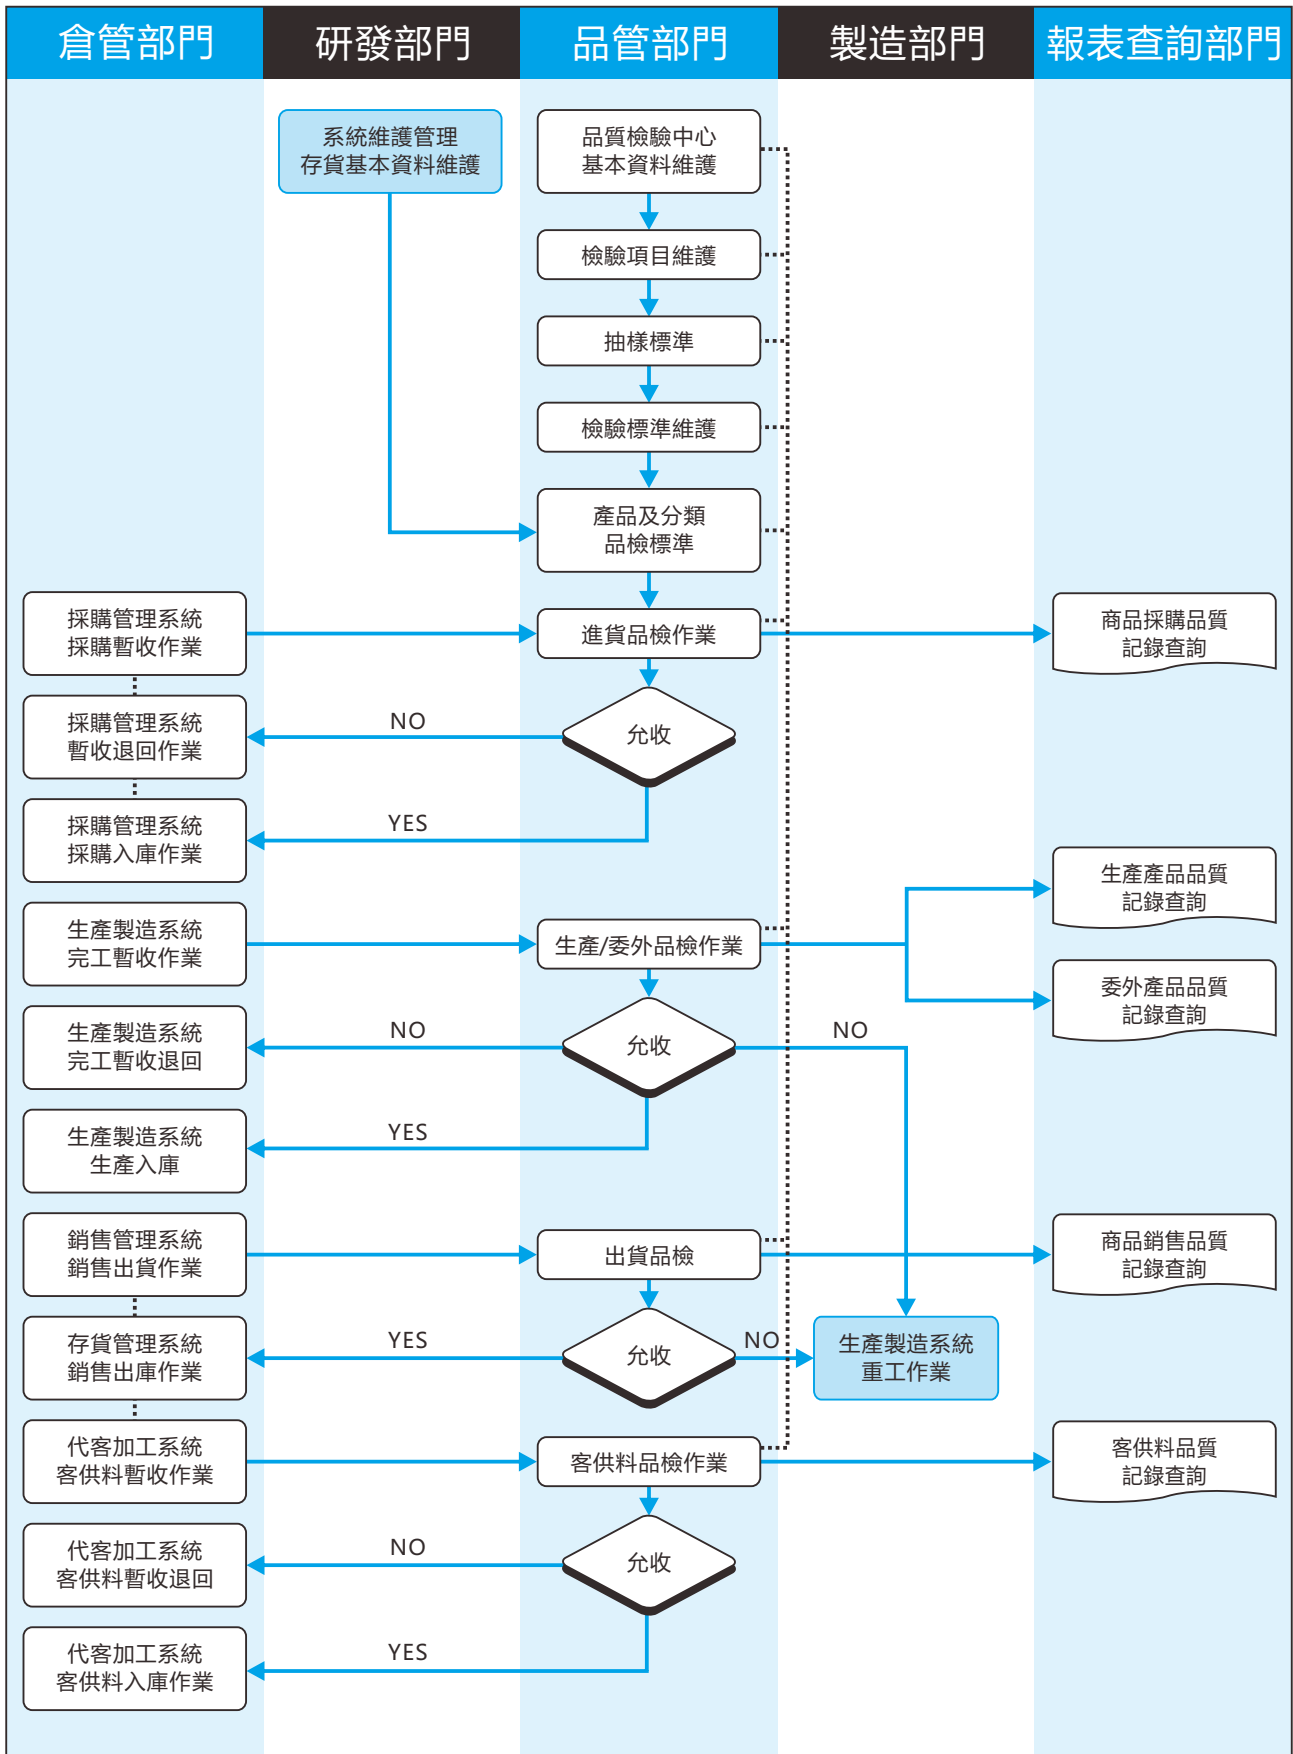 倉管部門
研發部門
品管部門
製造部門
報表查詢部門
系統維護管理
存貨基本資料維護
品質檢驗中心
基本資料維護
檢驗項目維護
抽樣標準
檢驗標準維護
產品及分類
品檢標準
採購管理系統
採購暫收作業
進貨品檢作業
商品採購品質
記錄查詢
採購管理系統
暫收退回作業
NO
允收
採購管理系統
採購入庫作業
YES
生產產品品質
記錄查詢
生產製造系統
完工暫收作業
生產/委外品檢作業
委外產品品質
記錄查詢
生產製造系統
完工暫收退回
NO
允收
NO
生產製造系統
生產入庫
YES
銷售管理系統
銷售出貨作業
出貨品檢
商品銷售品質
記錄查詢
存貨管理系統
銷售出庫作業
YES
允收
NO
生產製造系統
重工作業
代客加工系統
客供料暫收作業
客供料品檢作業
客供料品質
記錄查詢
代客加工系統
客供料暫收退回
NO
允收
代客加工系統
客供料入庫作業
YES